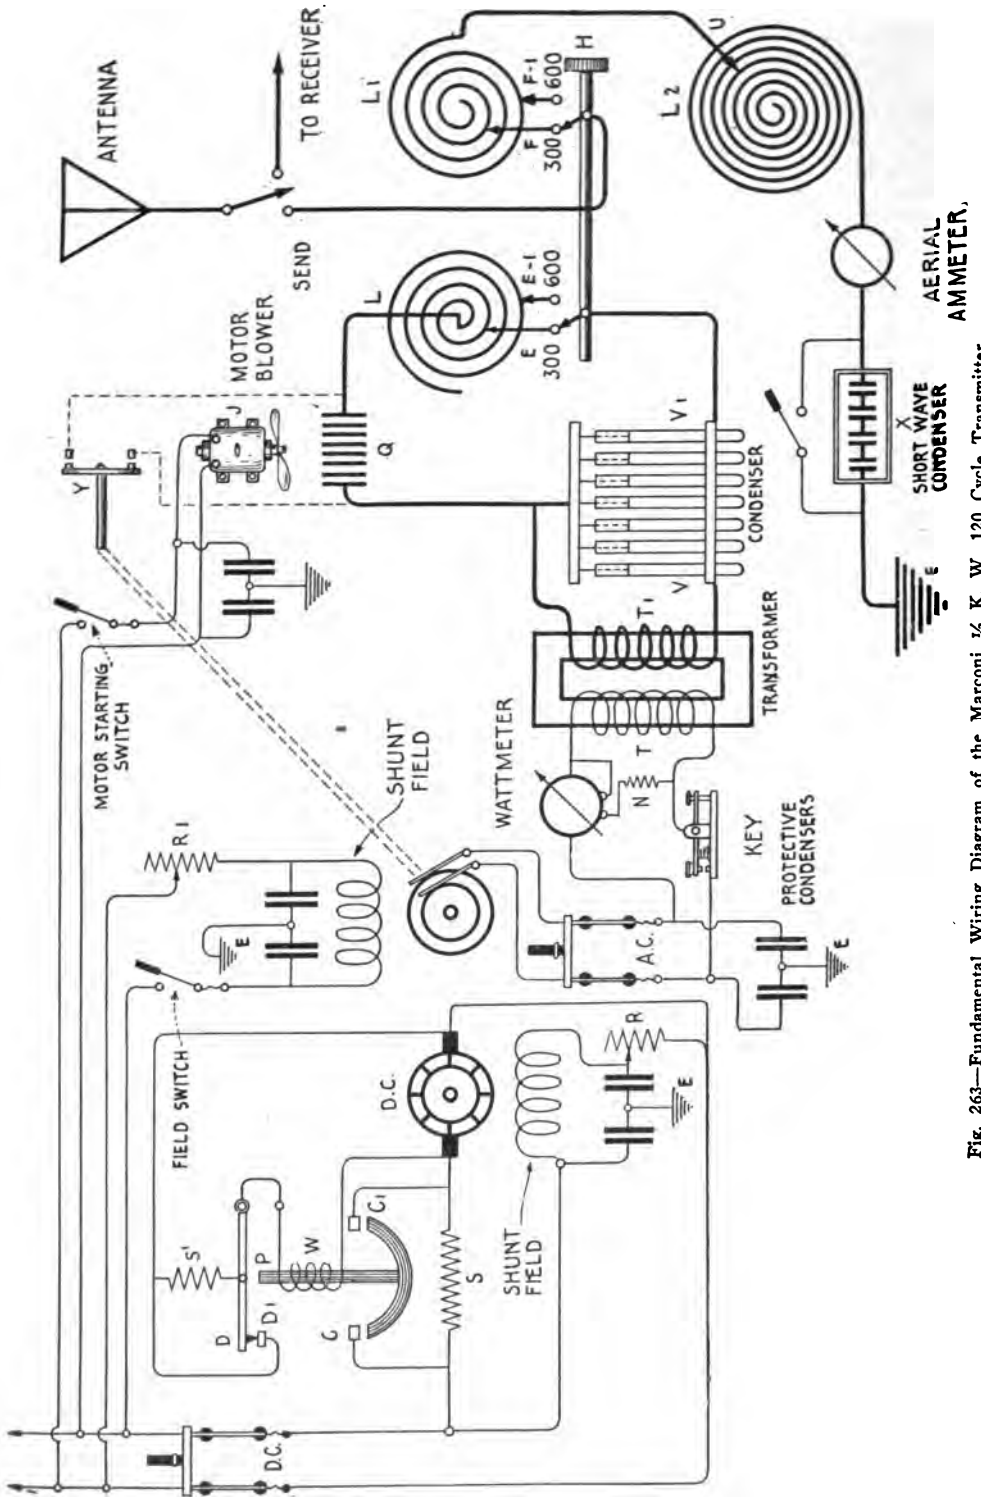 ANTENNA
TO RECEIVER
SEND
MOTOR
BLOWER
J
Y
MOTOR STARTING
SWITCH
L1
F
F-1
300
600
H
U
L2
L
E
E-1
300
600
Q
V
V1
CONDENSER
AERIAL
AMMETER,
X
SHORT WAVE
CONDENSER
E
T
T1
TRANSFORMER
WATTMETER
N
KEY
PROTECTIVE
CONDENSERS
E
A.C.
SHUNT
FIELD
R1
E
FIELD SWITCH
D.C.
S'
D
D1
P
W
C
C1
S
SHUNT
FIELD
R
E
D.C.
Fig. 263—Fundamental Wiring Diagram of the Marconi ½ K. W. 120 Cycle Transmitter